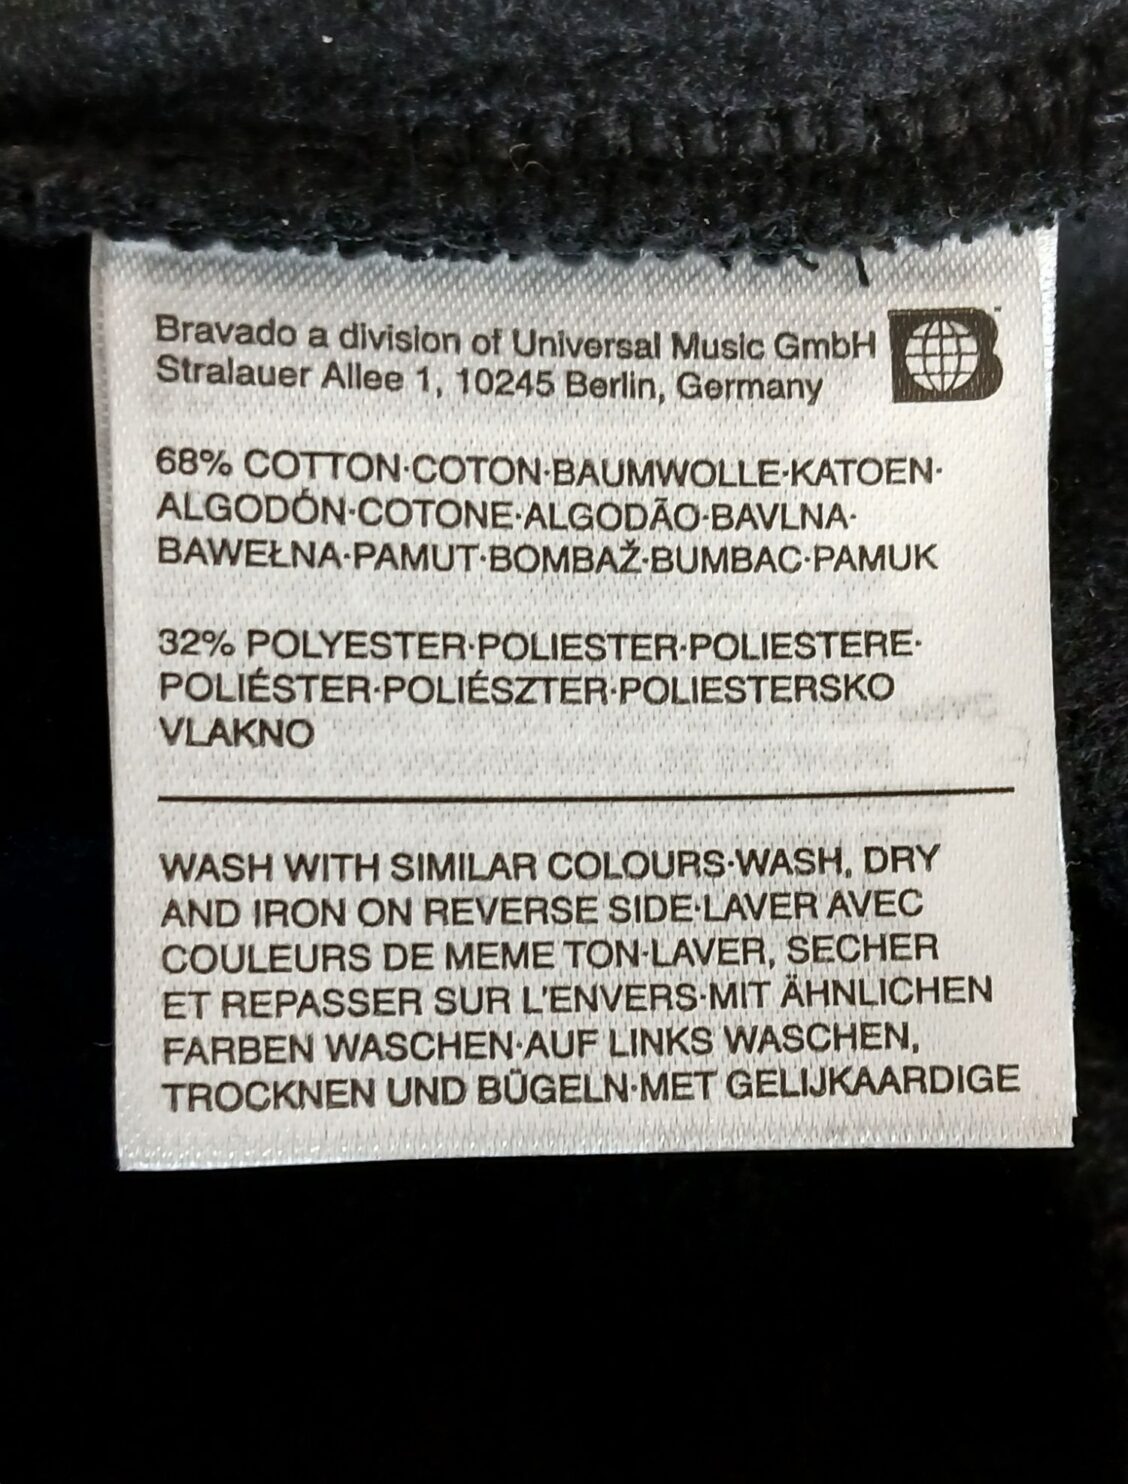 Bravado a division of Universal Music GmbH
Stralauer Allee 1, 10245 Berlin, Germany
B™
68% COTTON·COTON·BAUMWOLLE·KATOEN·
ALGODÓN·COTONE·ALGODÃO·BAVLNA·
BAWEŁNA·PAMUT·BOMBAŽ·BUMBAC·PAMUK
32% POLYESTER·POLIESTER·POLIESTERE·
POLIÉSTER·POLIÉSZTER·POLIESTERSKO
VLAKNO
WASH WITH SIMILAR COLOURS·WASH, DRY
AND IRON ON REVERSE SIDE·LAVER AVEC
COULEURS DE MEME TON·LAVER, SECHER
ET REPASSER SUR L'ENVERS·MIT ÄHNLICHEN
FARBEN WASCHEN·AUF LINKS WASCHEN,
TROCKNEN UND BÜGELN·MET GELIJKAARDIGE